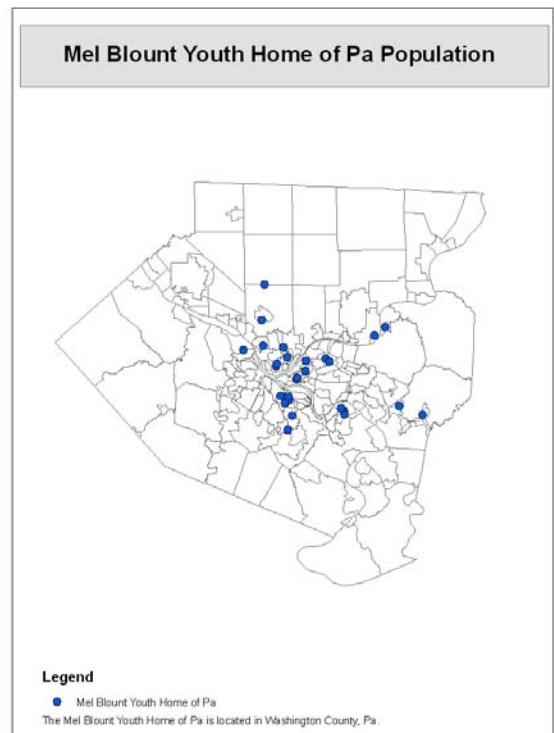 Mel Blount Youth Home of Pa Population
Legend
Mel Blount Youth Home of Pa
The Mel Blount Youth Home of Pa is located in Washington County, Pa.